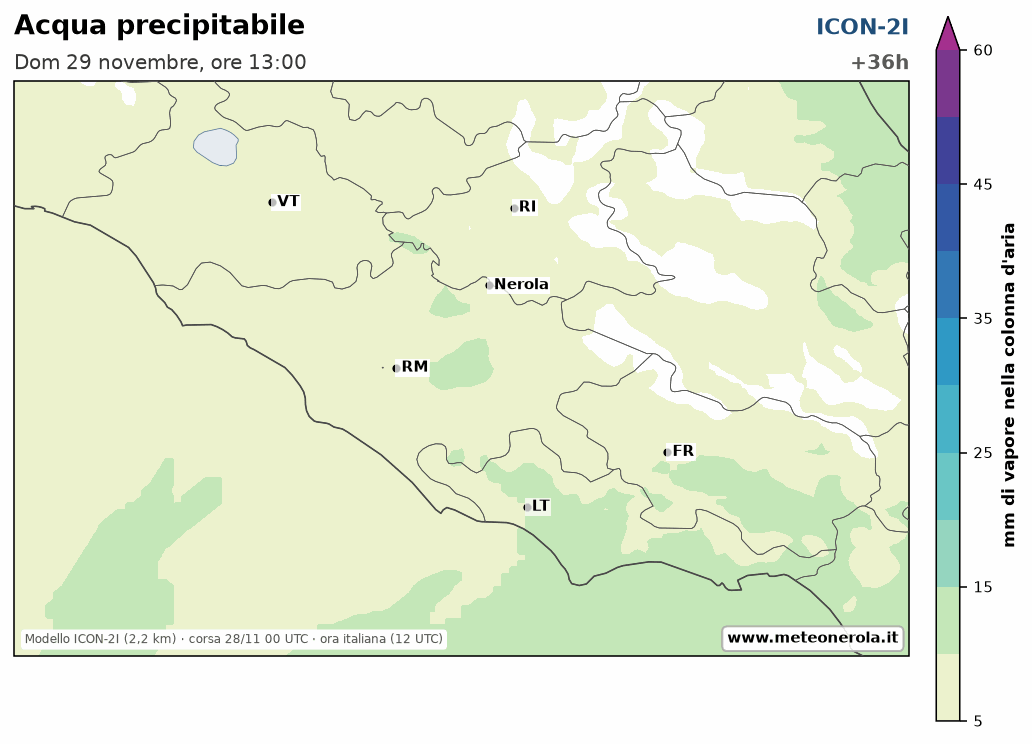 Acqua precipitabile
ICON-2I
Dom 29 novembre, ore 13:00
+36h
60
45
35
25
15
5
mm di vapore nella colonna d'aria
VT
RI
Nerola
RM
FR
LT
Modello ICON-2I (2,2 km) · corsa 28/11 00 UTC · ora italiana (12 UTC)
www.meteonerola.it